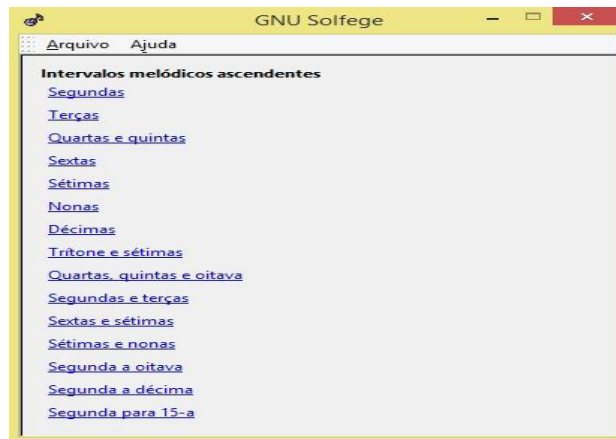 GNU Solfege
Arquivo Ajuda
Intervalos melódicos ascendentes
Segundas
Terças
Quartas e quintas
Sextas
Sétimas
Nonas
Décimas
Trítone e sétimas
Quartas, quintas e oitava
Segundas e terças
Sextas e sétimas
Sétimas e nonas
Segunda a oitava
Segunda a décima
Segunda para 15-a